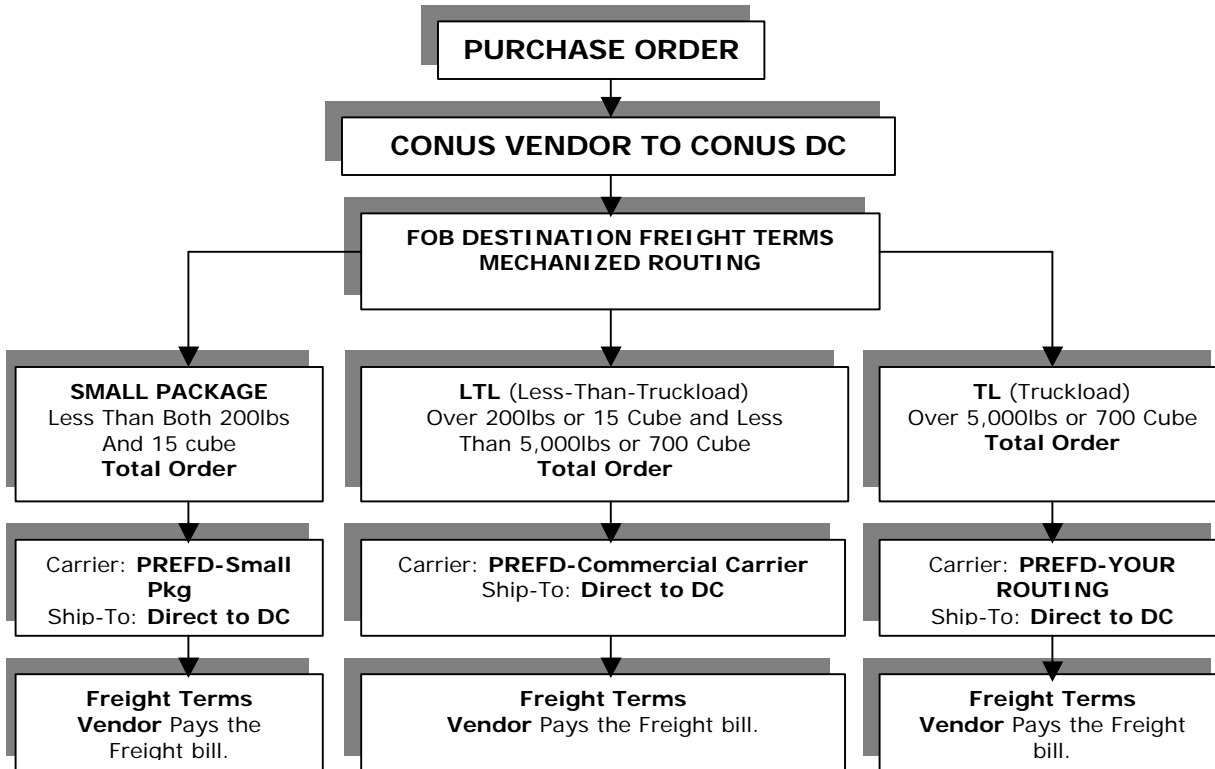 PURCHASE ORDER
CONUS VENDOR TO CONUS DC
FOB DESTINATION FREIGHT TERMS
MECHANIZED ROUTING
SMALL PACKAGE
Less Than Both 200lbs
And 15 cube
Total Order
LTL (Less-Than-Truckload)
Over 200lbs or 15 Cube and Less
Than 5,000lbs or 700 Cube
Total Order
TL (Truckload)
Over 5,000lbs or 700 Cube
Total Order
Carrier: PREFD-Small
Pkg
Ship-To: Direct to DC
Carrier: PREFD-Commercial Carrier
Ship-To: Direct to DC
Carrier: PREFD-YOUR
ROUTING
Ship-To: Direct to DC
Freight Terms
Vendor Pays the
Freight bill.
Freight Terms
Vendor Pays the Freight bill.
Freight Terms
Vendor Pays the Freight
bill.